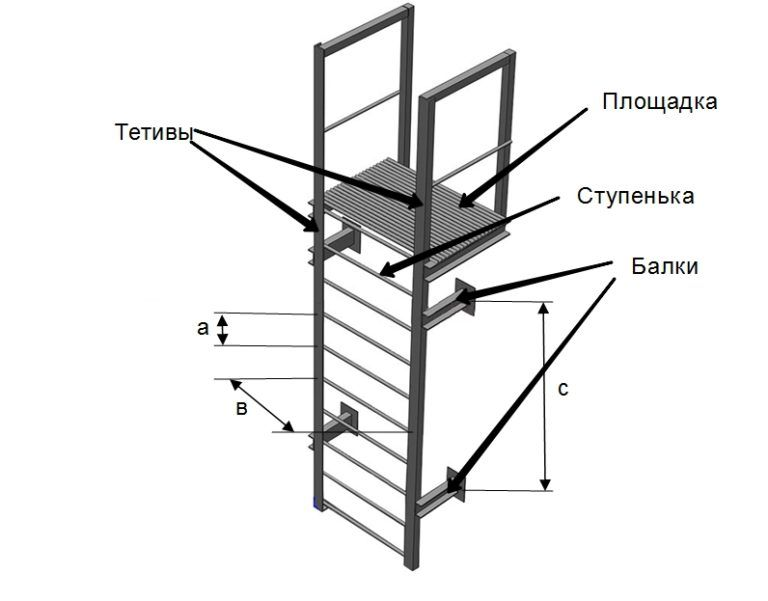 Площадка
Тетивы
Ступенька
Балки
а
с
в